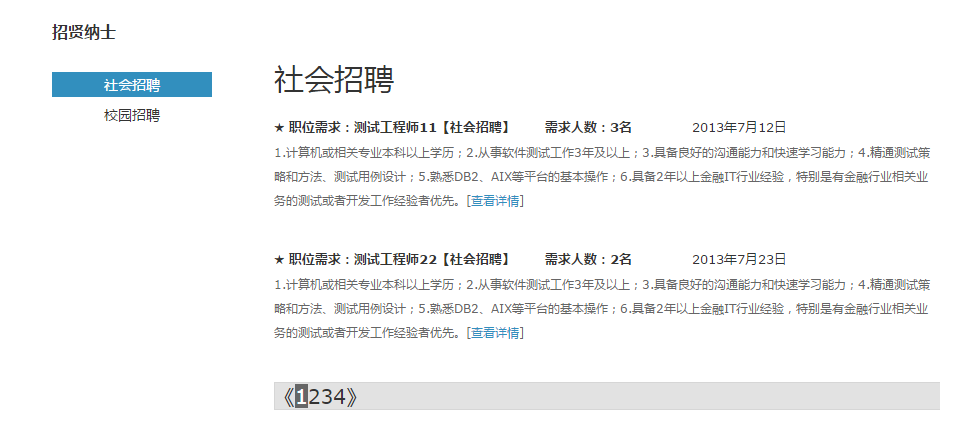 招贤纳士
社会招聘
校园招聘
社会招聘
★ 职位需求：测试工程师11【社会招聘】 需求人数：3名 2013年7月12日
1.计算机或相关专业本科以上学历；2.从事软件测试工作3年及以上；3.具备良好的沟通能力和快速学习能力；4.精通测试策
略和方法、测试用例设计；5.熟悉DB2、AIX等平台的基本操作；6.具备2年以上金融IT行业经验，特别是有金融行业相关业
务的测试或者开发工作经验者优先。[查看详情]
★ 职位需求：测试工程师22【社会招聘】 需求人数：2名 2013年7月23日
1.计算机或相关专业本科以上学历；2.从事软件测试工作3年及以上；3.具备良好的沟通能力和快速学习能力；4.精通测试策
略和方法、测试用例设计；5.熟悉DB2、AIX等平台的基本操作；6.具备2年以上金融IT行业经验，特别是有金融行业相关业
务的测试或者开发工作经验者优先。[查看详情]
《1234》